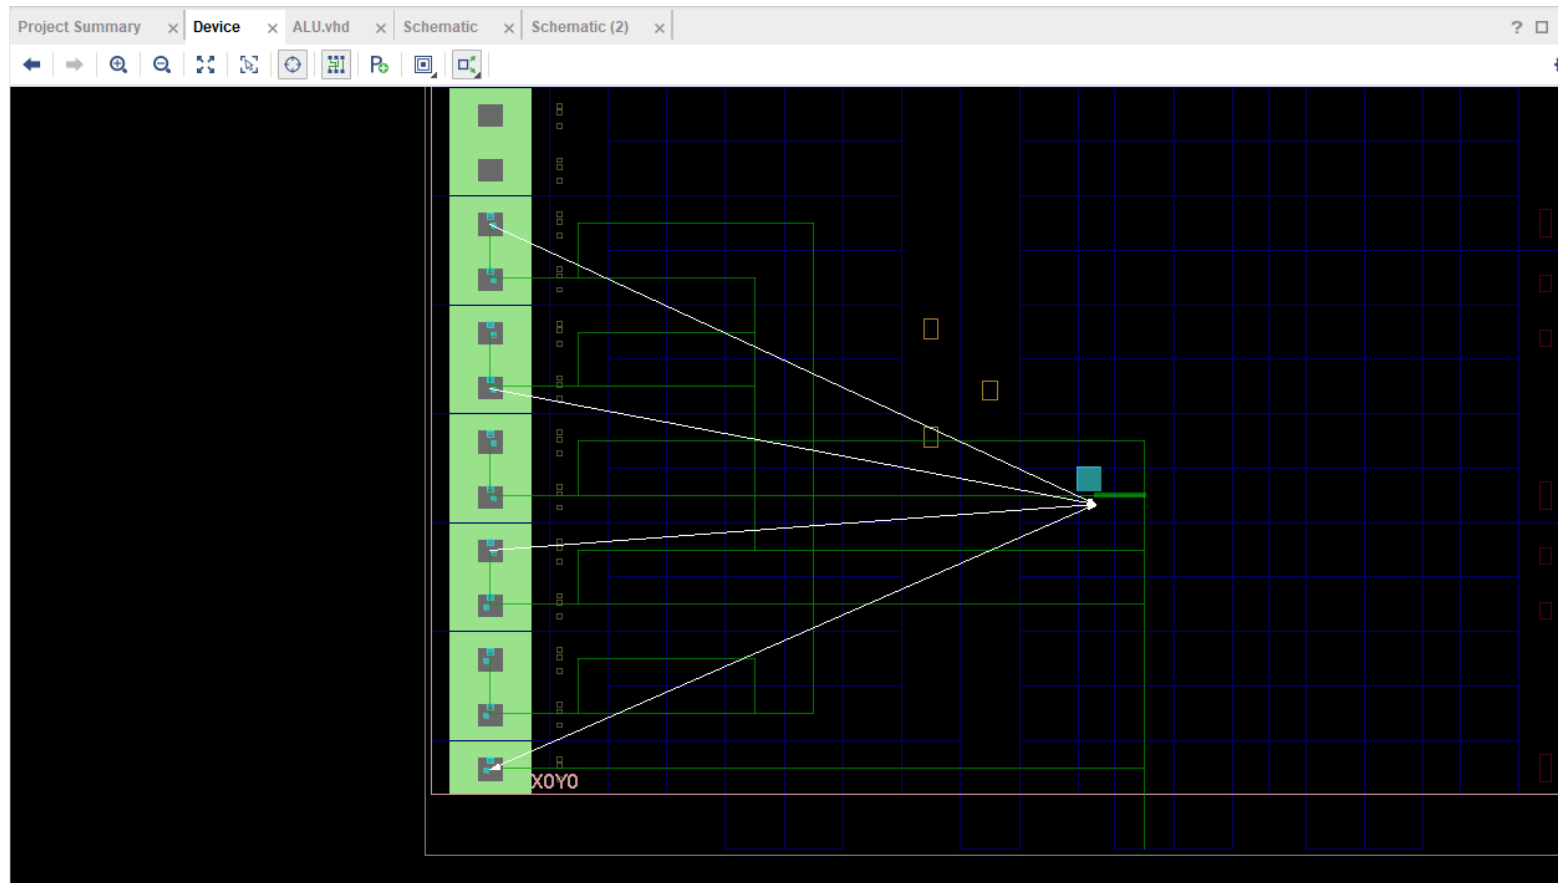 Project Summary × Device × ALU.vhd × Schematic × Schematic (2) × ?
X0Y0